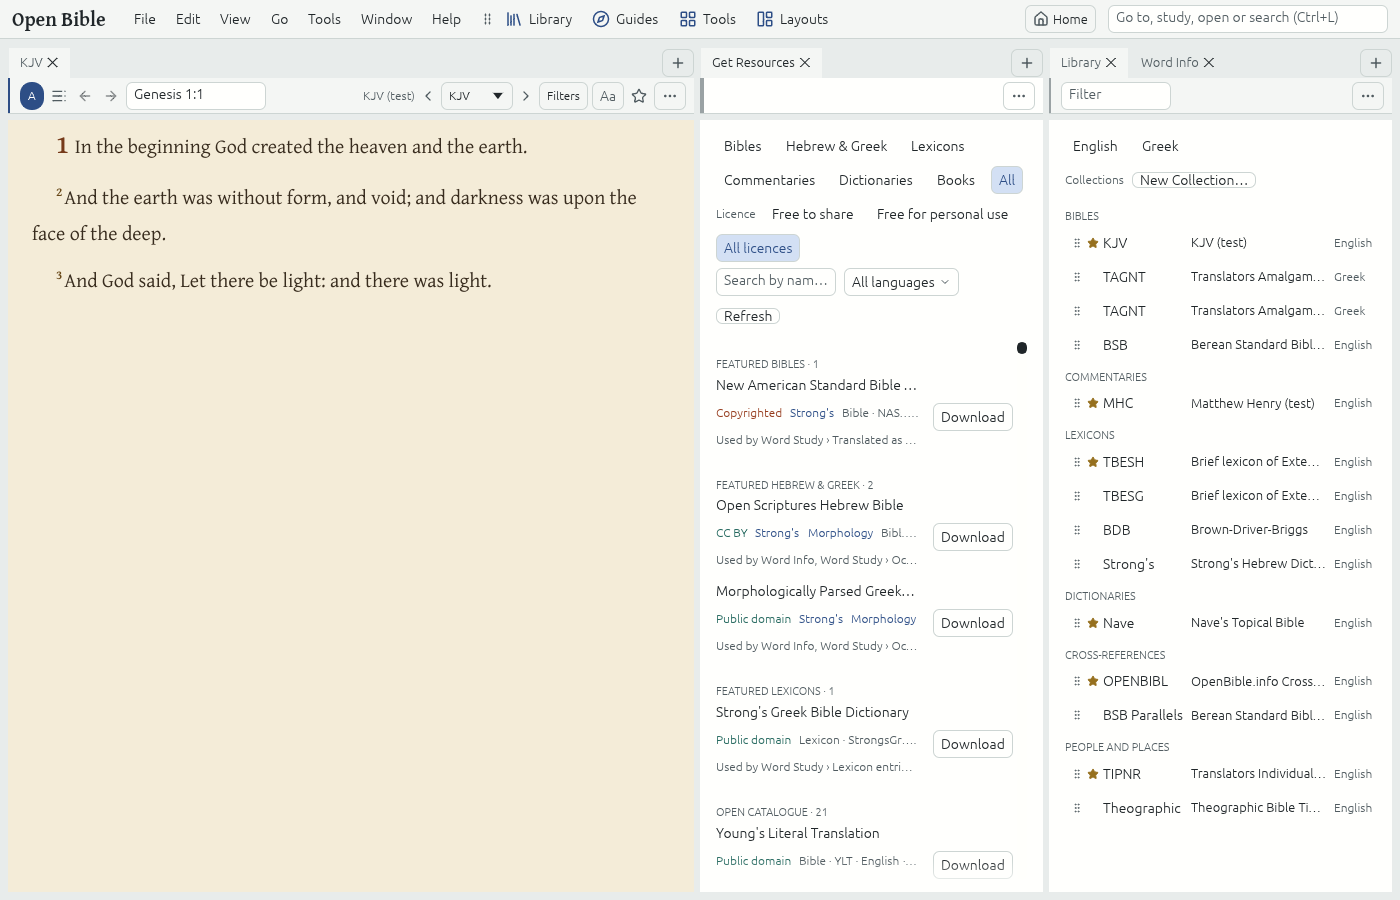 Open Bible File Edit View Go Tools Window Help Library Guides Tools Layouts Home Go to, study, open or search (Ctrl+L)
KJV
A Genesis 1:1 KJV (test) KJV Filters Aa
1 In the beginning God created the heaven and the earth.
2 And the earth was without form, and void; and darkness was upon the
face of the deep.
3 And God said, Let there be light: and there was light.
Get Resources
Bibles Hebrew & Greek Lexicons
Commentaries Dictionaries Books All
Licence Free to share Free for personal use
All licences
Search by nam... All languages
Refresh
FEATURED BIBLES · 1
New American Standard Bible ...
Copyrighted Strong's Bible · NAS.... Download
Used by Word Study › Translated as ...
FEATURED HEBREW & GREEK · 2
Open Scriptures Hebrew Bible
CC BY Strong's Morphology Bibl.... Download
Used by Word Info, Word Study › Oc...
Morphologically Parsed Greek...
Public domain Strong's Morphology Download
Used by Word Info, Word Study › Oc...
FEATURED LEXICONS · 1
Strong's Greek Bible Dictionary
Public domain Lexicon · StrongsGr.... Download
Used by Word Study › Lexicon entri...
OPEN CATALOGUE · 21
Young's Literal Translation
Public domain Bible · YLT · English ·... Download
Library Word Info
Filter
English Greek
Collections New Collection...
BIBLES
KJV KJV (test) English
TAGNT Translators Amalgam... Greek
TAGNT Translators Amalgam... Greek
BSB Berean Standard Bibl... English
COMMENTARIES
MHC Matthew Henry (test) English
LEXICONS
TBESH Brief lexicon of Exte... English
TBESG Brief lexicon of Exte... English
BDB Brown-Driver-Briggs English
Strong's Strong's Hebrew Dict... English
DICTIONARIES
Nave Nave's Topical Bible English
CROSS-REFERENCES
OPENBIBL OpenBible.info Cross... English
BSB Parallels Berean Standard Bibl... English
PEOPLE AND PLACES
TIPNR Translators Individual... English
Theographic Theographic Bible Ti... English